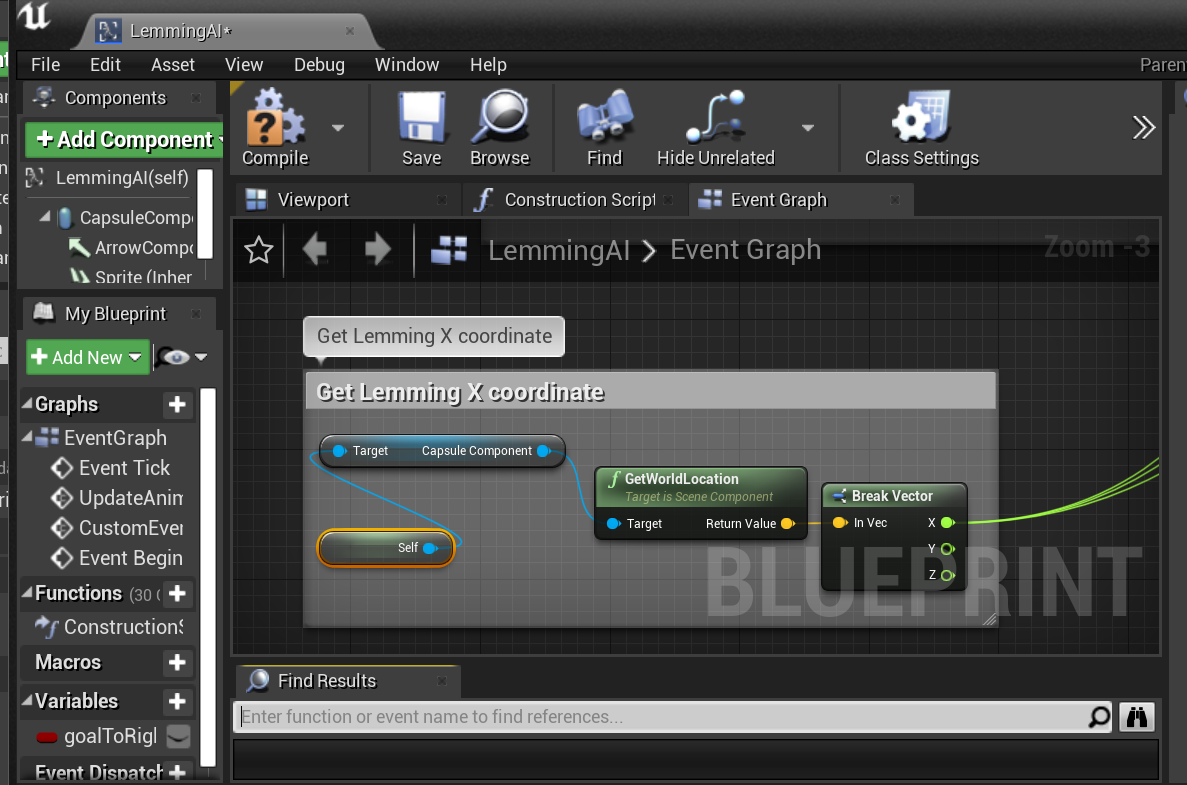 LemmingAI*
File Edit Asset View Debug Window Help
Paren
Components
+ Add Component
LemmingAI(self)
CapsuleCompo
ArrowCompo
Sprite (Inher
My Blueprint
+ Add New
Graphs
EventGraph
Event Tick
UpdateAnim
CustomEver
Event Begin
Functions (30 O
ConstructionS
Macros
Variables
goalToRigl
Event Dispatch
Compile
Save
Browse
Find
Hide Unrelated
Class Settings
Viewport
Construction Script
Event Graph
LemmingAI > Event Graph
Zoom -3
Get Lemming X coordinate
Get Lemming X coordinate
Target Capsule Component
Self
f GetWorldLocation
Target is Scene Component
Target Return Value
Break Vector
In Vec X
Y
Z
BLUEPRINT
Find Results
Enter function or event name to find references...